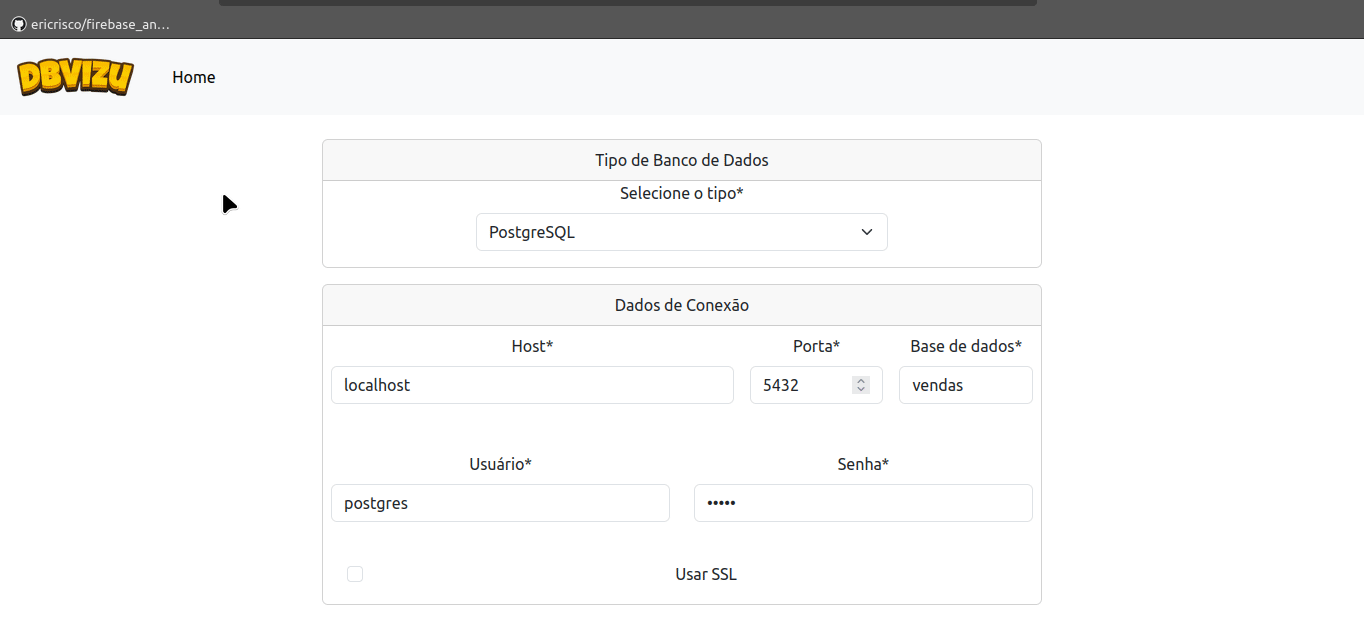 ericrisco/firebase_an...
DBVIZU
Home
Tipo de Banco de Dados
Selecione o tipo*
PostgreSQL
Dados de Conexão
Host* Porta* Base de dados*
localhost 5432 vendas
Usuário* Senha*
postgres •••••
Usar SSL